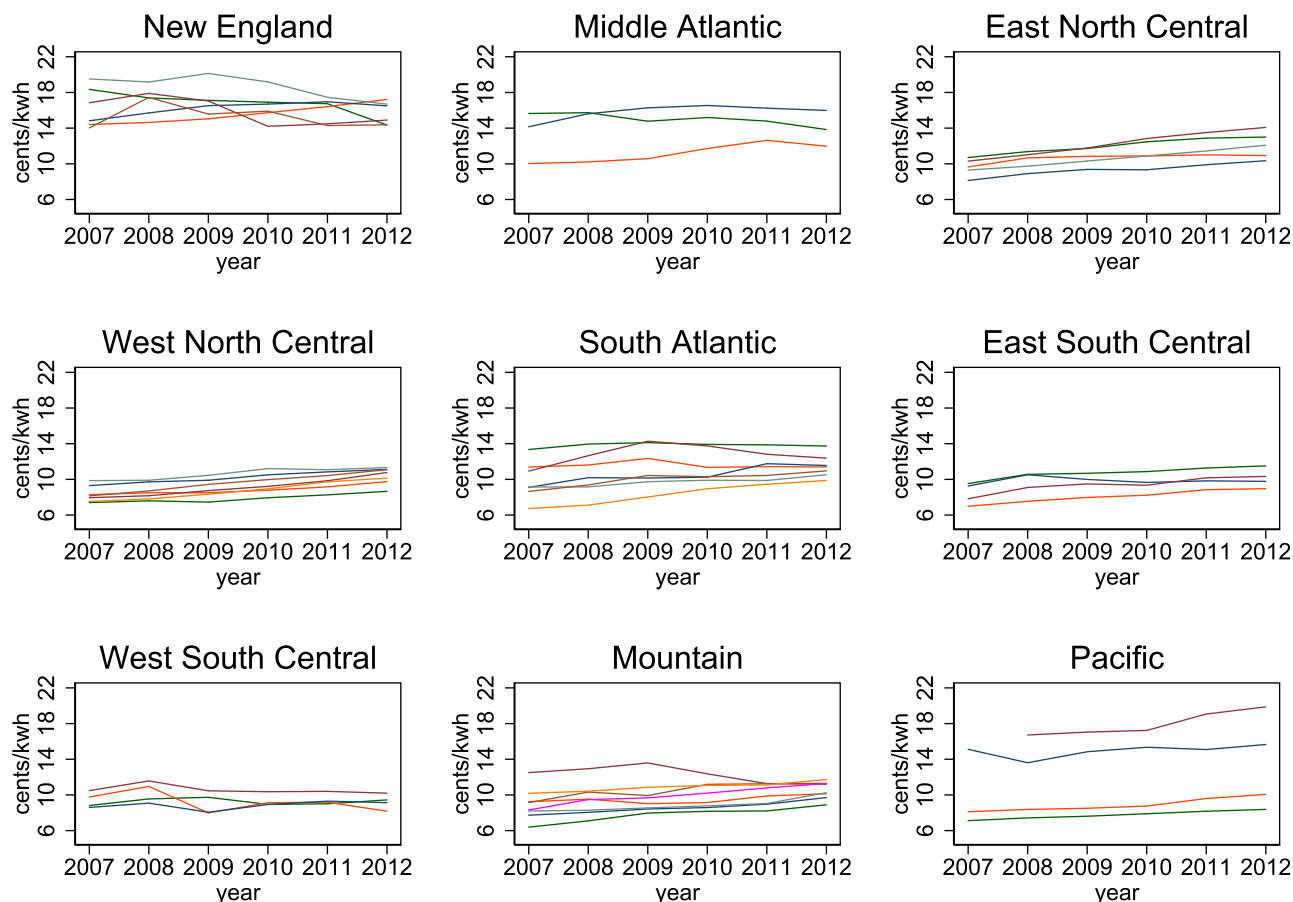 New England
cents/kwh
22
18
14
10
6
2007 2008 2009 2010 2011 2012
year
Middle Atlantic
cents/kwh
22
18
14
10
6
2007 2008 2009 2010 2011 2012
year
East North Central
cents/kwh
22
18
14
10
6
2007 2008 2009 2010 2011 2012
year
West North Central
cents/kwh
22
18
14
10
6
2007 2008 2009 2010 2011 2012
year
South Atlantic
cents/kwh
22
18
14
10
6
2007 2008 2009 2010 2011 2012
year
East South Central
cents/kwh
22
18
14
10
6
2007 2008 2009 2010 2011 2012
year
West South Central
cents/kwh
22
18
14
10
6
2007 2008 2009 2010 2011 2012
year
Mountain
cents/kwh
22
18
14
10
6
2007 2008 2009 2010 2011 2012
year
Pacific
cents/kwh
22
18
14
10
6
2007 2008 2009 2010 2011 2012
year